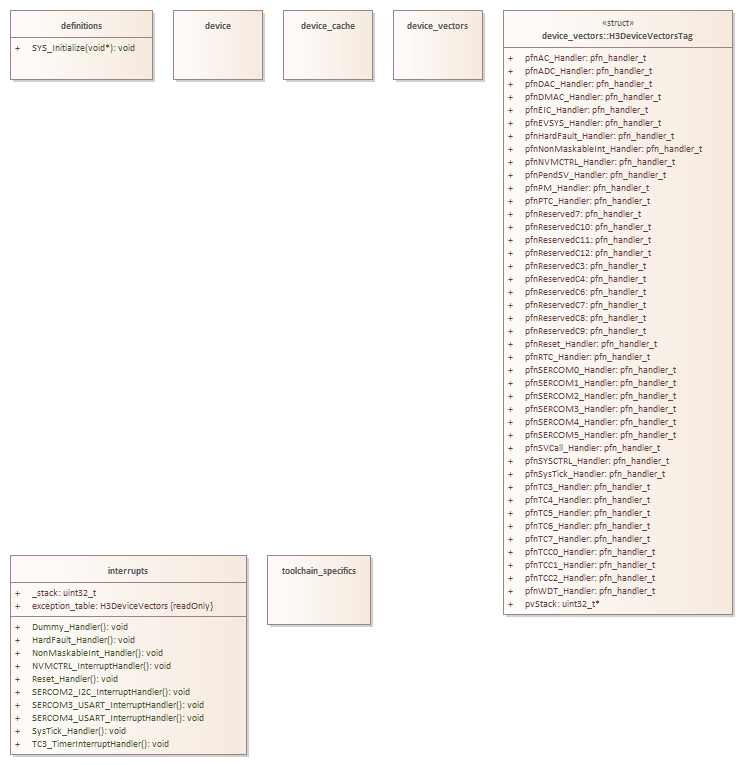 definitions
+ SYS_Initialize(void*): void
device
device_cache
device_vectors
«struct»
device_vectors::H3DeviceVectorsTag
+ pfnAC_Handler: pfn_handler_t
+ pfnADC_Handler: pfn_handler_t
+ pfnDAC_Handler: pfn_handler_t
+ pfnDMAC_Handler: pfn_handler_t
+ pfnEIC_Handler: pfn_handler_t
+ pfnEVSYS_Handler: pfn_handler_t
+ pfnHardFault_Handler: pfn_handler_t
+ pfnNonMaskableInt_Handler: pfn_handler_t
+ pfnNVMCTRL_Handler: pfn_handler_t
+ pfnPendSV_Handler: pfn_handler_t
+ pfnPM_Handler: pfn_handler_t
+ pfnPTC_Handler: pfn_handler_t
+ pfnReserved7: pfn_handler_t
+ pfnReservedC10: pfn_handler_t
+ pfnReservedC11: pfn_handler_t
+ pfnReservedC12: pfn_handler_t
+ pfnReservedC3: pfn_handler_t
+ pfnReservedC4: pfn_handler_t
+ pfnReservedC6: pfn_handler_t
+ pfnReservedC7: pfn_handler_t
+ pfnReservedC8: pfn_handler_t
+ pfnReservedC9: pfn_handler_t
+ pfnReset_Handler: pfn_handler_t
+ pfnRTC_Handler: pfn_handler_t
+ pfnSERCOM0_Handler: pfn_handler_t
+ pfnSERCOM1_Handler: pfn_handler_t
+ pfnSERCOM2_Handler: pfn_handler_t
+ pfnSERCOM3_Handler: pfn_handler_t
+ pfnSERCOM4_Handler: pfn_handler_t
+ pfnSERCOM5_Handler: pfn_handler_t
+ pfnSVCall_Handler: pfn_handler_t
+ pfnSYSCTRL_Handler: pfn_handler_t
+ pfnSysTick_Handler: pfn_handler_t
+ pfnTC3_Handler: pfn_handler_t
+ pfnTC4_Handler: pfn_handler_t
+ pfnTC5_Handler: pfn_handler_t
+ pfnTC6_Handler: pfn_handler_t
+ pfnTC7_Handler: pfn_handler_t
+ pfnTCC0_Handler: pfn_handler_t
+ pfnTCC1_Handler: pfn_handler_t
+ pfnTCC2_Handler: pfn_handler_t
+ pfnWDT_Handler: pfn_handler_t
+ pvStack: uint32_t*
interrupts
+ _stack: uint32_t
+ exception_table: H3DeviceVectors {readOnly}
+ Dummy_Handler(): void
+ HardFault_Handler(): void
+ NonMaskableInt_Handler(): void
+ NVMCTRL_InterruptHandler(): void
+ Reset_Handler(): void
+ SERCOM2_I2C_InterruptHandler(): void
+ SERCOM3_USART_InterruptHandler(): void
+ SERCOM4_USART_InterruptHandler(): void
+ SysTick_Handler(): void
+ TC3_TimerInterruptHandler(): void
toolchain_specifics